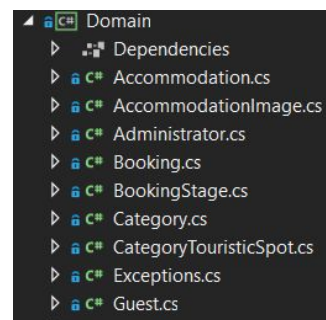 C# Domain
Dependencies
C# Accommodation.cs
C# AccommodationImage.cs
C# Administrator.cs
C# Booking.cs
C# BookingStage.cs
C# Category.cs
C# CategoryTouristicSpot.cs
C# Exceptions.cs
C# Guest.cs